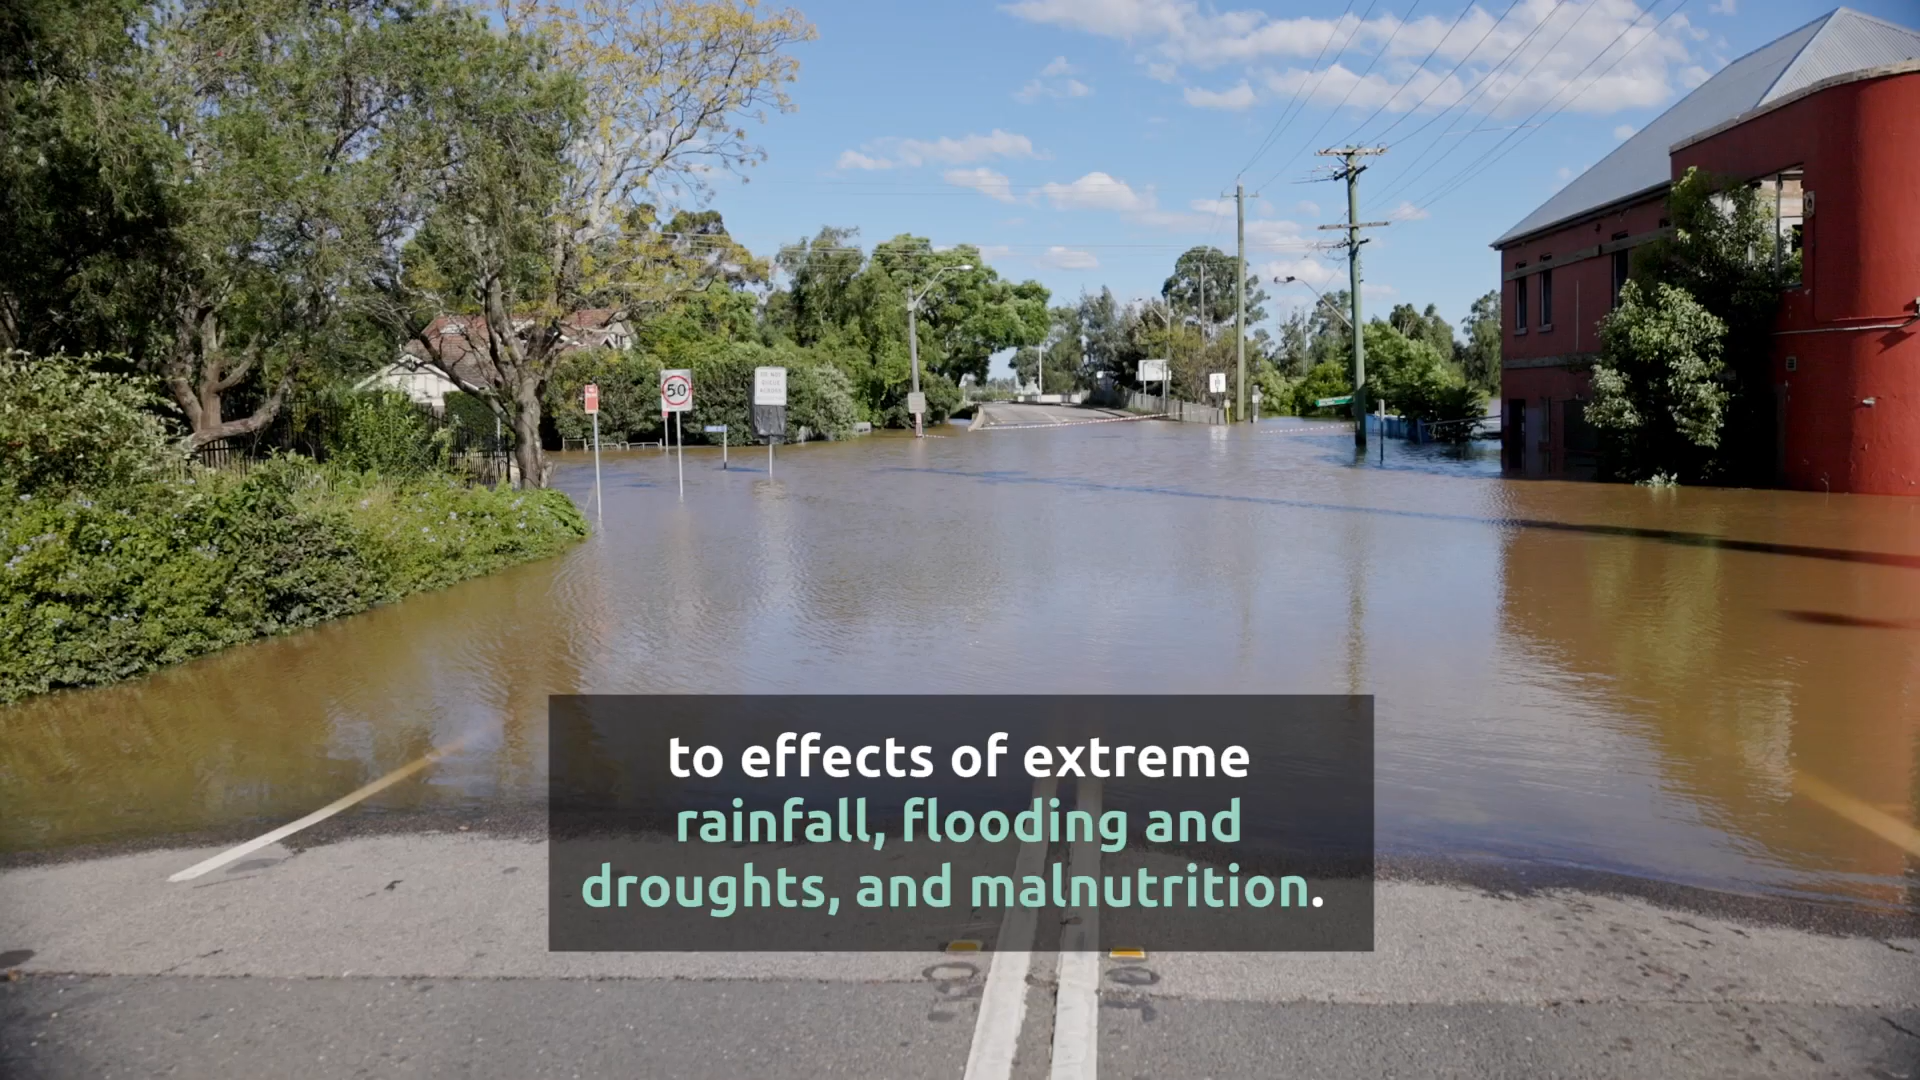 50
to effects of extreme
rainfall, flooding and
droughts, and malnutrition.